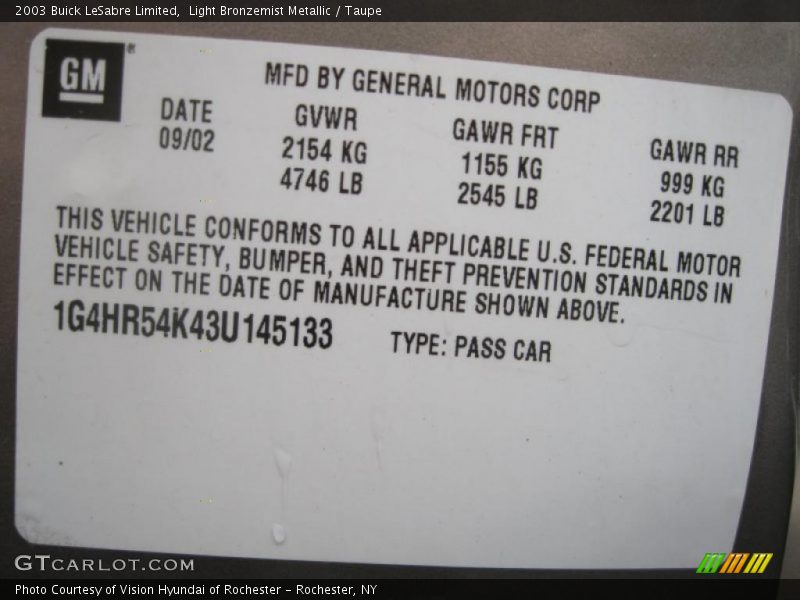 2003 Buick LeSabre Limited, Light Bronzemist Metallic / Taupe
GM ®
MFD BY GENERAL MOTORS CORP
DATE GVWR GAWR FRT GAWR RR
09/02 2154 KG 1155 KG 999 KG
4746 LB 2545 LB 2201 LB
THIS VEHICLE CONFORMS TO ALL APPLICABLE U.S. FEDERAL MOTOR
VEHICLE SAFETY, BUMPER, AND THEFT PREVENTION STANDARDS IN
EFFECT ON THE DATE OF MANUFACTURE SHOWN ABOVE.
1G4HR54K43U145133 TYPE: PASS CAR
GTCARLOT.COM
Photo Courtesy of Vision Hyundai of Rochester – Rochester, NY